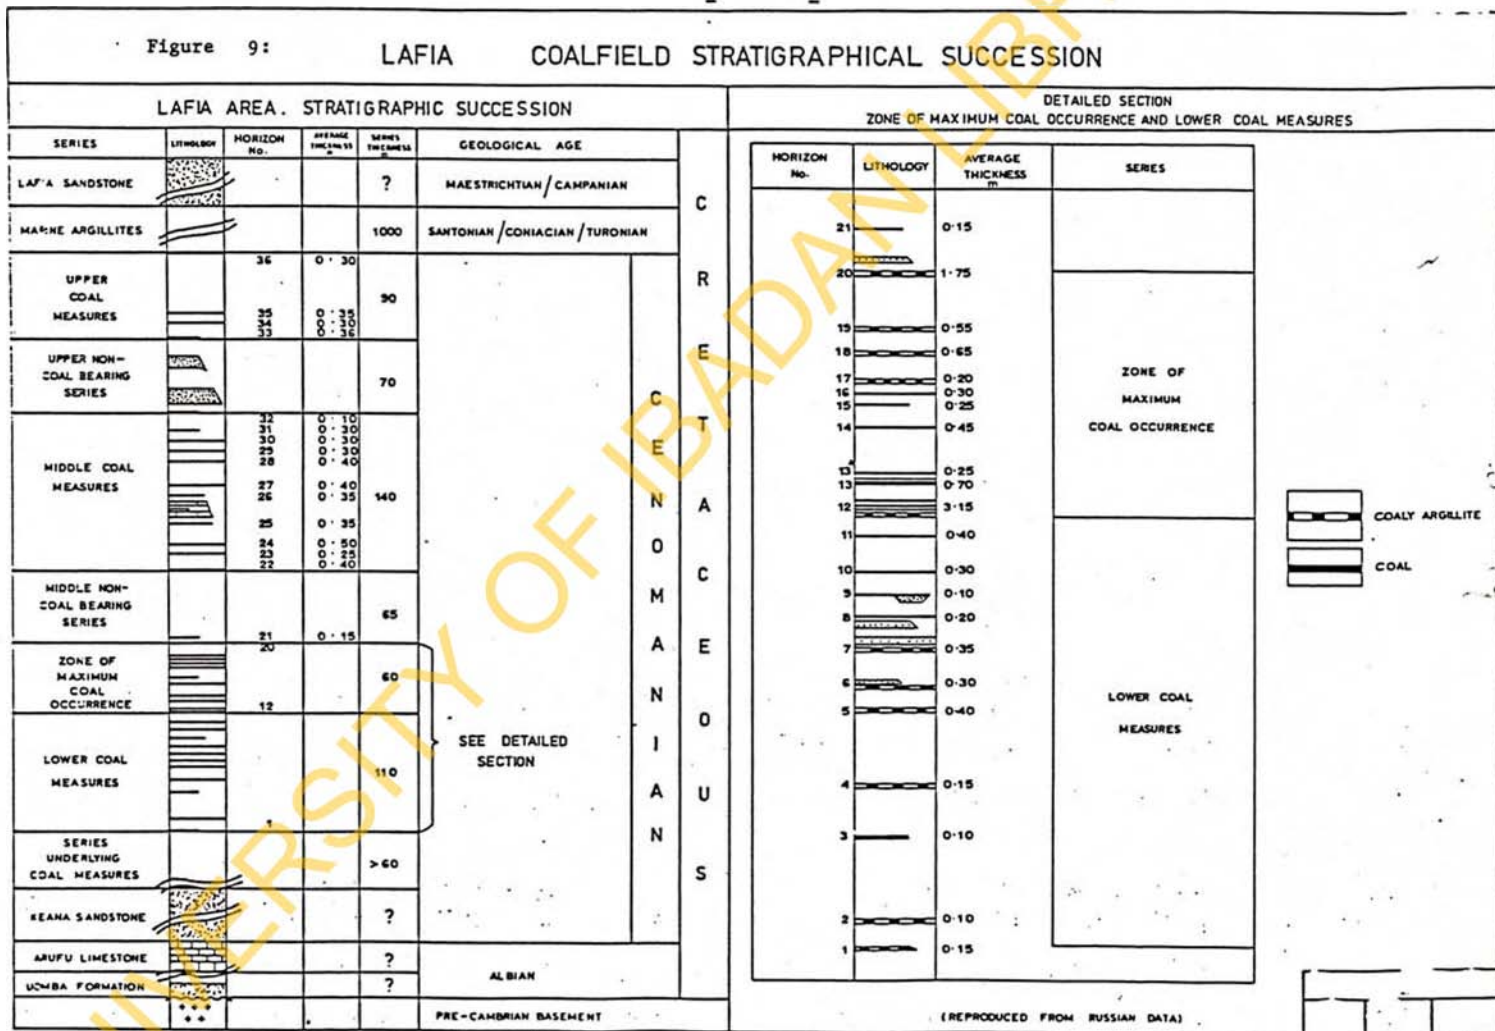 Figure 9:
LAFIA COALFIELD STRATIGRAPHICAL SUCCESSION
LAFIA AREA. STRATIGRAPHIC SUCCESSION
SERIES LITHOLOGY HORIZON No. AVERAGE THICKNESS m SERIES THICKNESS m GEOLOGICAL AGE
LAFIA SANDSTONE ? MAESTRICHTIAN/CAMPANIAN
MARINE ARGILLITES 1000 SANTONIAN/CONIACIAN/TURONIAN
UPPER COAL MEASURES 90
36 0·30
35 0·35
34 0·30
33 0·36
UPPER NON-COAL BEARING SERIES 70
MIDDLE COAL MEASURES 140
32 0·10
31 0·30
30 0·30
29 0·30
28 0·40
27 0·40
26 0·35
25 0·35
24 0·50
23 0·25
22 0·40
MIDDLE NON-COAL BEARING SERIES 65
21 0·15
ZONE OF MAXIMUM COAL OCCURRENCE 60
20
12
LOWER COAL MEASURES 110
1
SEE DETAILED SECTION
SERIES UNDERLYING COAL MEASURES >60
KEANA SANDSTONE ?
ARUFU LIMESTONE ?
UOMBA FORMATION ?
ALBIAN
PRE-CAMBRIAN BASEMENT
CENOMANIAN
CRETACEOUS
DETAILED SECTION
ZONE OF MAXIMUM COAL OCCURRENCE AND LOWER COAL MEASURES
HORIZON No. LITHOLOGY AVERAGE THICKNESS m SERIES
21 0·15
20 1·75
19 0·55
18 0·65
17 0·20
16 0·30
15 0·25
14 0·45
13 0·25
13 0·70
12 3·15
11 0·40
10 0·30
9 0·10
8 0·20
7 0·35
6 0·30
5 0·40
4 0·15
3 0·10
2 0·10
1 0·15
ZONE OF
MAXIMUM
COAL OCCURRENCE
LOWER COAL
MEASURES
COALY ARGILLITE
COAL
(REPRODUCED FROM RUSSIAN DATA)
UNIVERSITY OF IBADAN LIBR